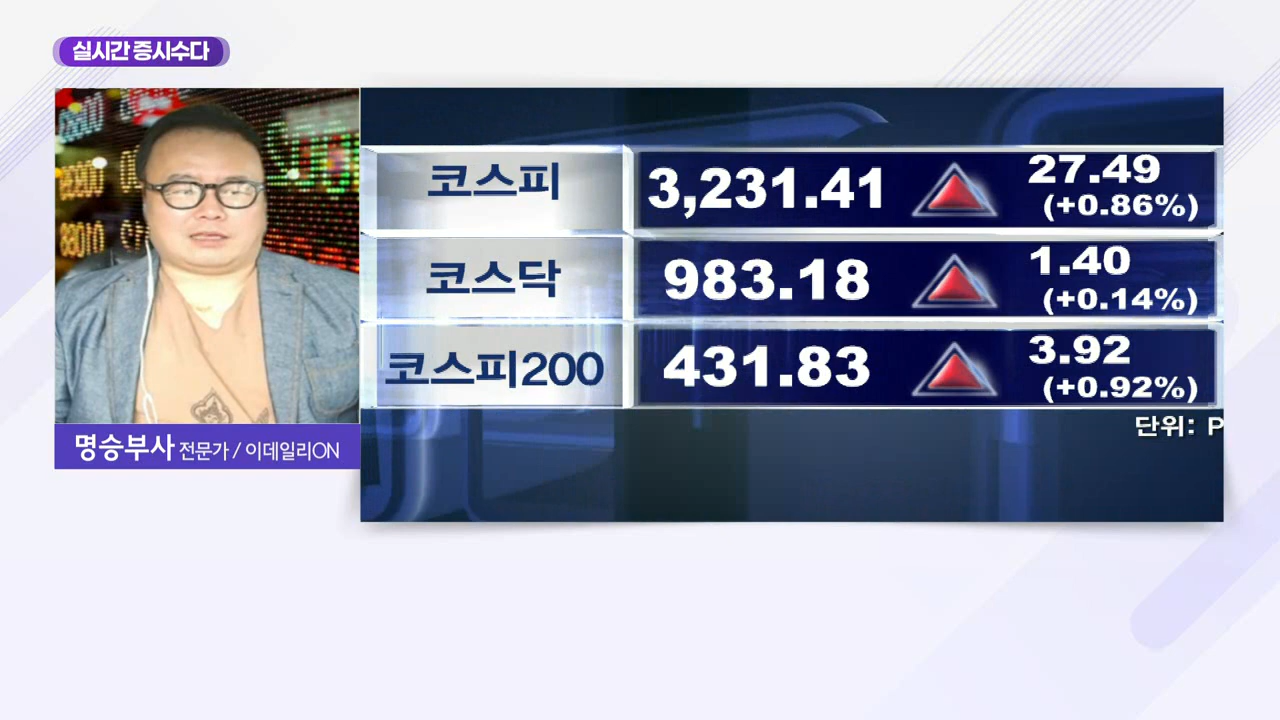 실시간 증시수다
코스피 3,231.41 ▲ 27.49 (+0.86%)
코스닥 983.18 ▲ 1.40 (+0.14%)
코스피200 431.83 ▲ 3.92 (+0.92%)
단위: P
명승부사 전문가 / 이데일리ON